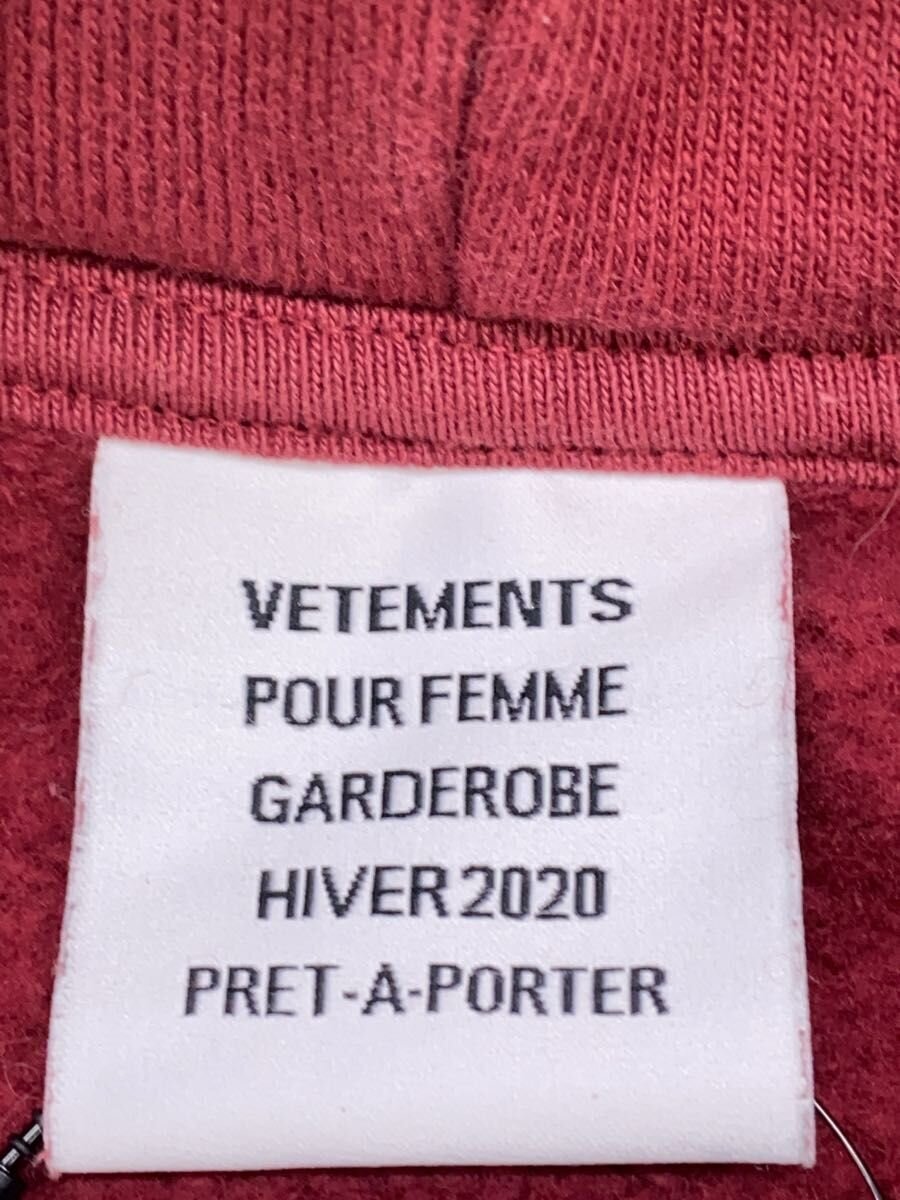 VETEMENTS
POUR FEMME
GARDEROBE
HIVER 2020
PRET-A-PORTER